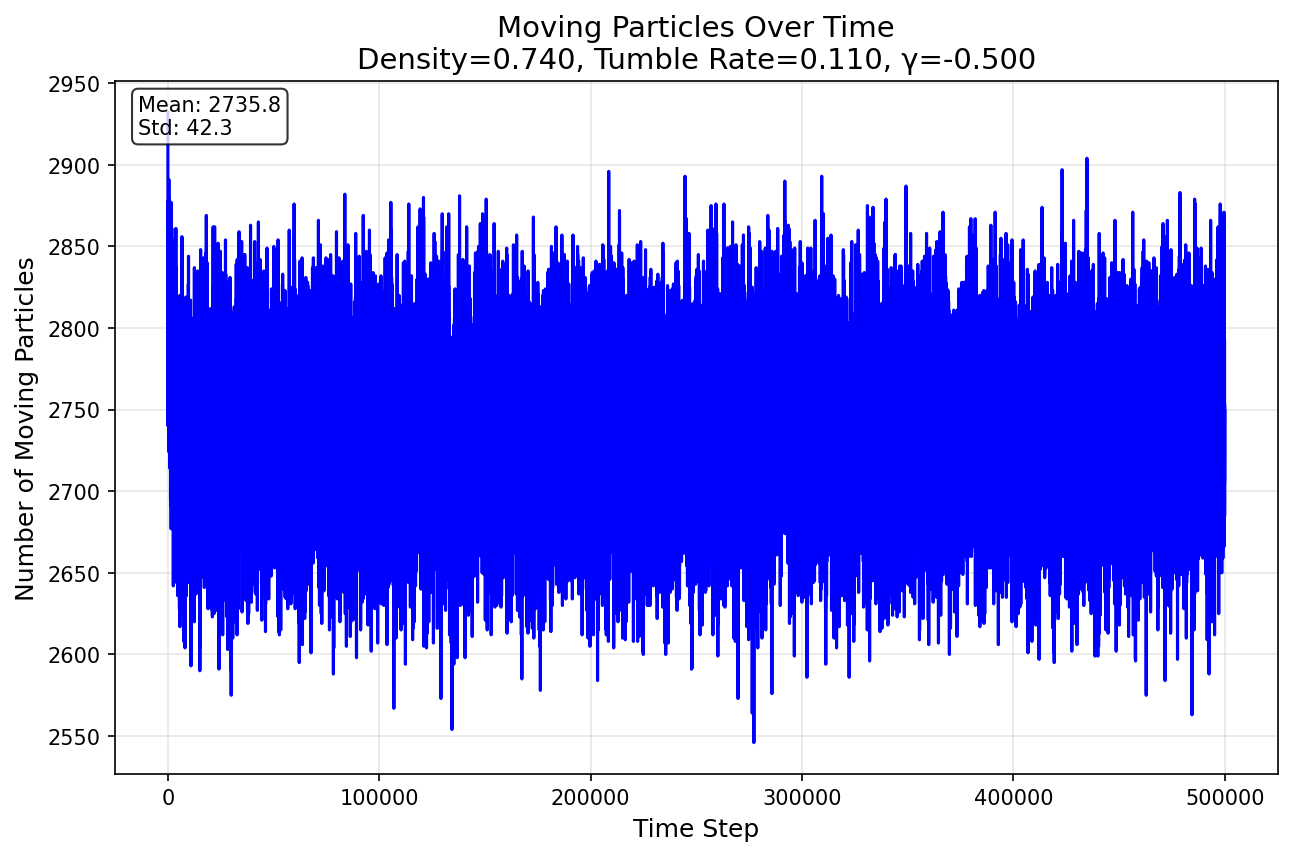 Moving Particles Over Time
Density=0.740, Tumble Rate=0.110, γ=-0.500
Mean: 2735.8
Std: 42.3
Number of Moving Particles
2950
2900
2850
2800
2750
2700
2650
2600
2550
0
100000
200000
300000
400000
500000
Time Step